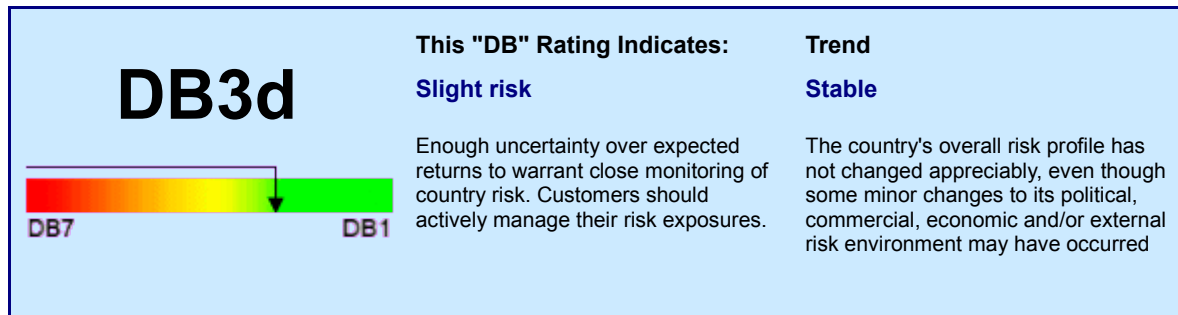 DB3d
DB7
DB1
This "DB" Rating Indicates:
Slight risk
Enough uncertainty over expected
returns to warrant close monitoring of
country risk. Customers should
actively manage their risk exposures.
Trend
Stable
The country's overall risk profile has
not changed appreciably, even though
some minor changes to its political,
commercial, economic and/or external
risk environment may have occurred